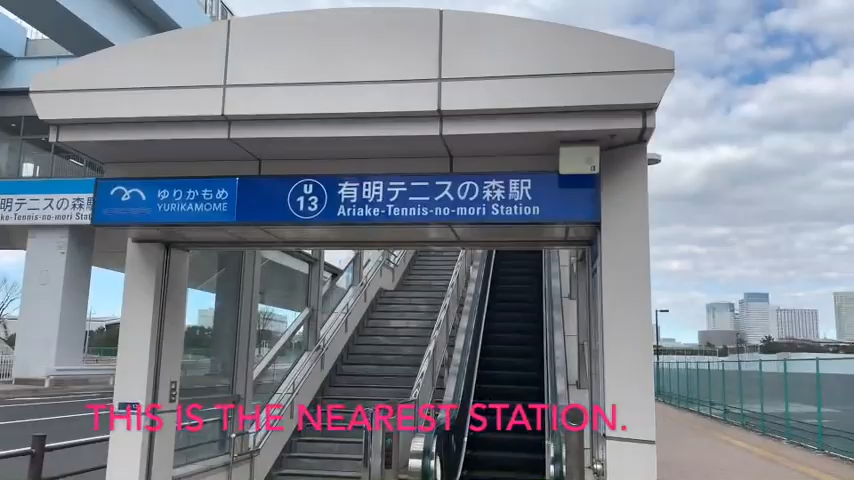 ゆりかもめ
YURIKAMOME
U
13
有明テニスの森駅
Ariake-Tennis-no-mori Station
明テニスの森駅
e-Tennis-no-mori Stat
THIS IS THE NEAREST STATION.